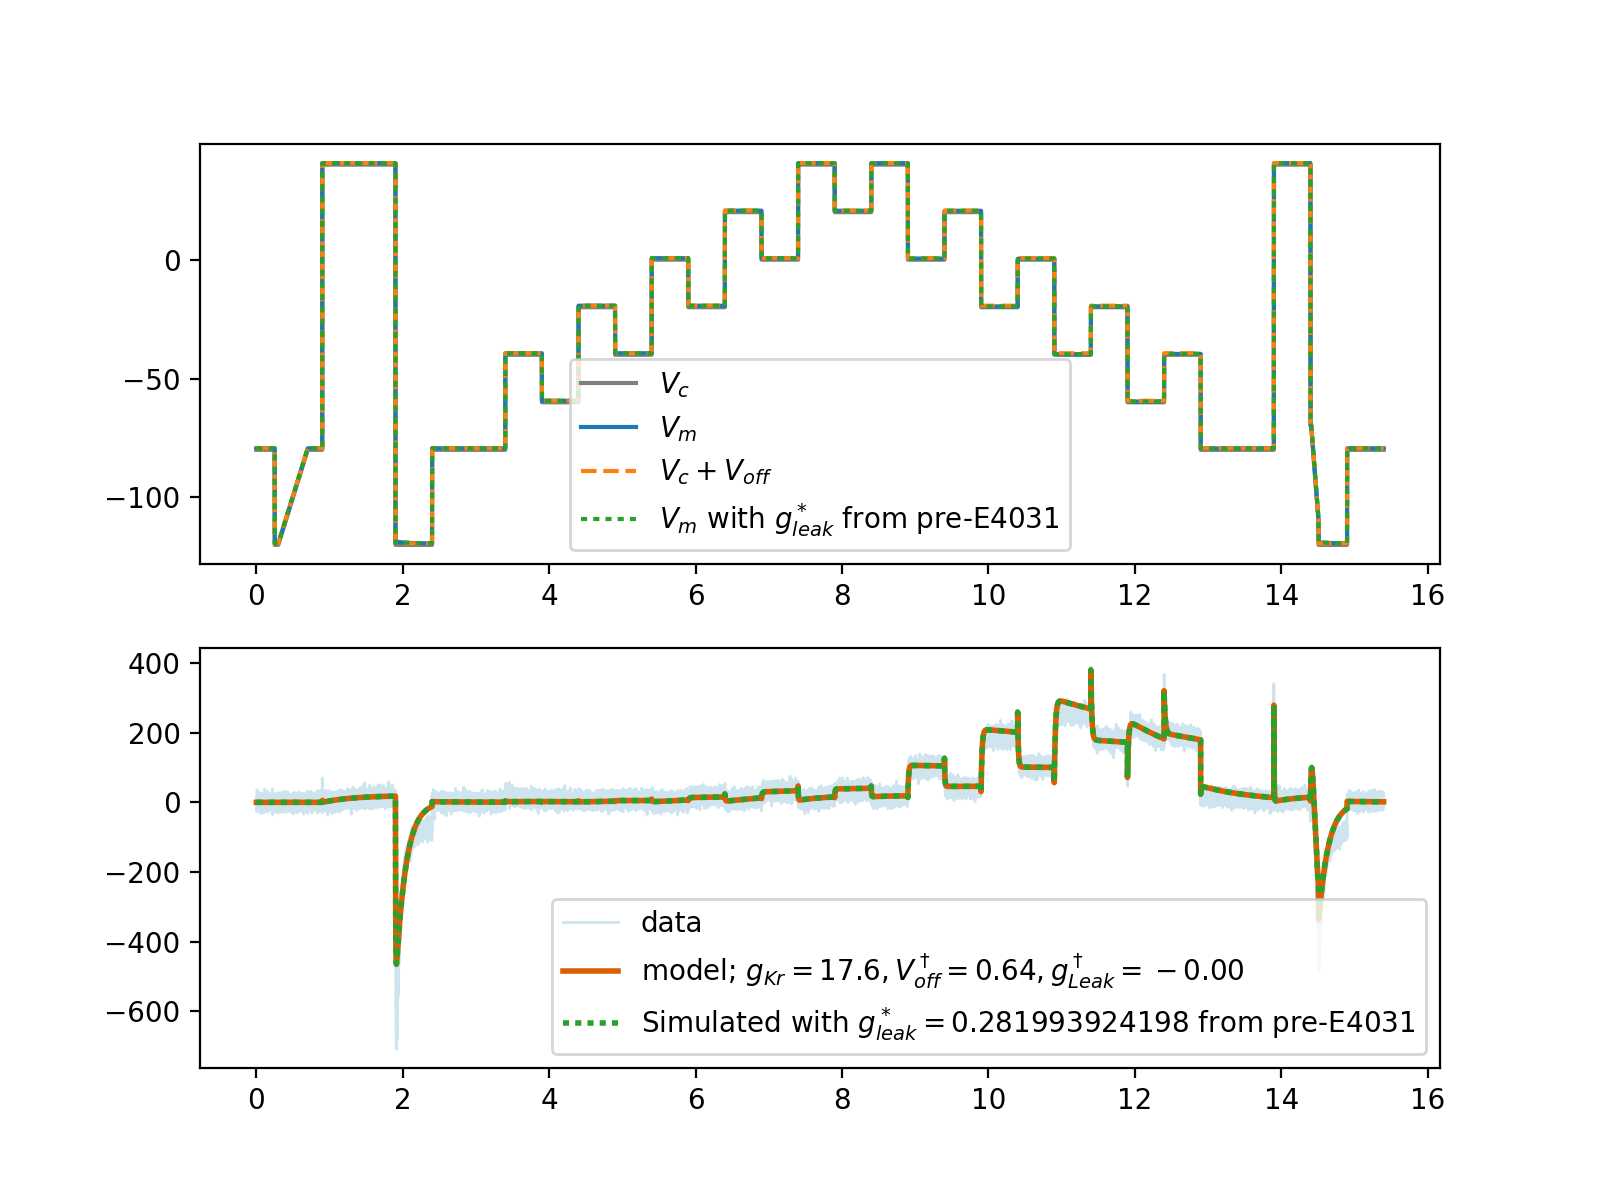 0
−50
−100
V_c
V_m
V_c + V_off
V_m with g*_leak from pre-E4031
0 2 4 6 8 10 12 14 16
400
200
0
−200
−400
−600
data
model; g_Kr = 17.6, V†_off = 0.64, g†_Leak = −0.00
Simulated with g*_leak = 0.281993924198 from pre-E4031
0 2 4 6 8 10 12 14 16